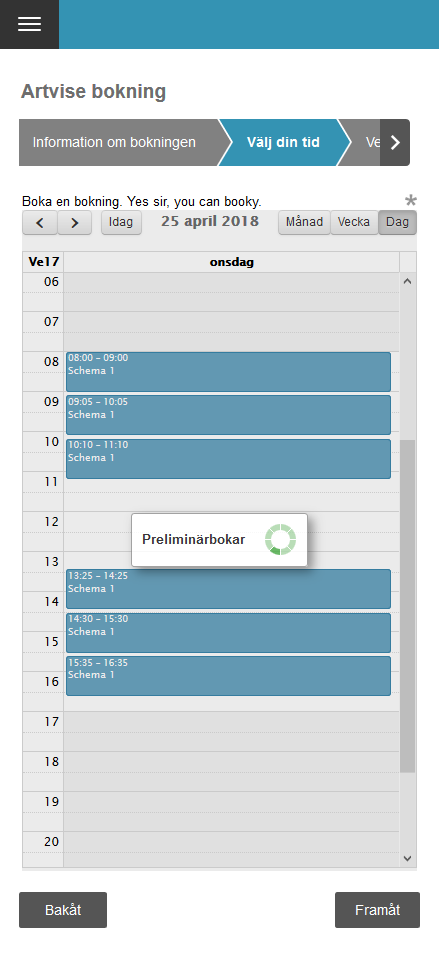 Artvise bokning
Information om bokningen
Välj din tid
Ve
Boka en bokning. Yes sir, you can booky.
*
Idag
25 april 2018
Månad
Vecka
Dag
Ve17
onsdag
06
07
08
08:00 – 09:00
Schema 1
09
09:05 – 10:05
Schema 1
10
10:10 – 11:10
Schema 1
11
12
Preliminärbokar
13
13:25 – 14:25
Schema 1
14
14:30 – 15:30
Schema 1
15
15:35 – 16:35
Schema 1
16
17
18
19
20
Bakåt
Framåt